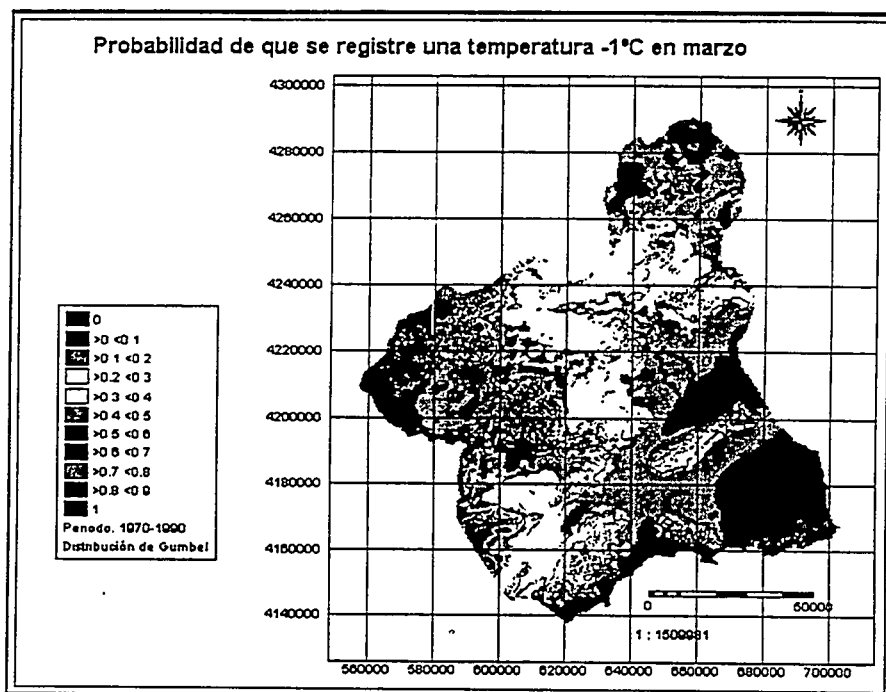 Probabilidad de que se registre una temperatura -1ºC en marzo
4300000
4280000
4260000
4240000
4220000
4200000
4180000
4160000
4140000
560000 580000 600000 620000 640000 660000 680000 700000
0
>0 <0 1
>0 1 <0 2
>0.2 <0 3
>0 3 <0 4
>0 4 <0 5
>0 5 <0 6
>0 6 <0 7
>0.7 <0.8
>0.8 <0 9
1
Periodo. 1970-1990
Distribución de Gumbel
0 50000
1 : 1509981